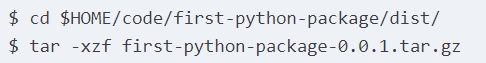 $ cd $HOME/code/first-python-package/dist/
$ tar -xzf first-python-package-0.0.1.tar.gz